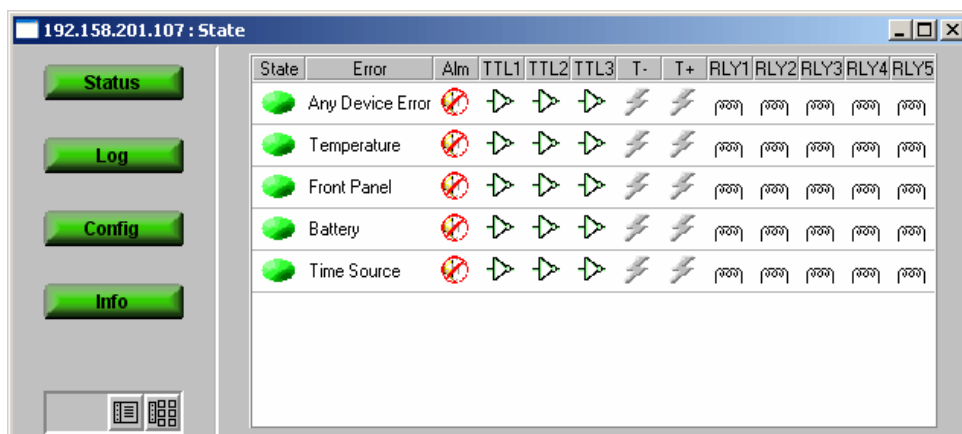 192.158.201.107 : State
Status
Log
Config
Info
State Error Alm TTL1 TTL2 TTL3 T- T+ RLY1 RLY2 RLY3 RLY4 RLY5
Any Device Error
Temperature
Front Panel
Battery
Time Source